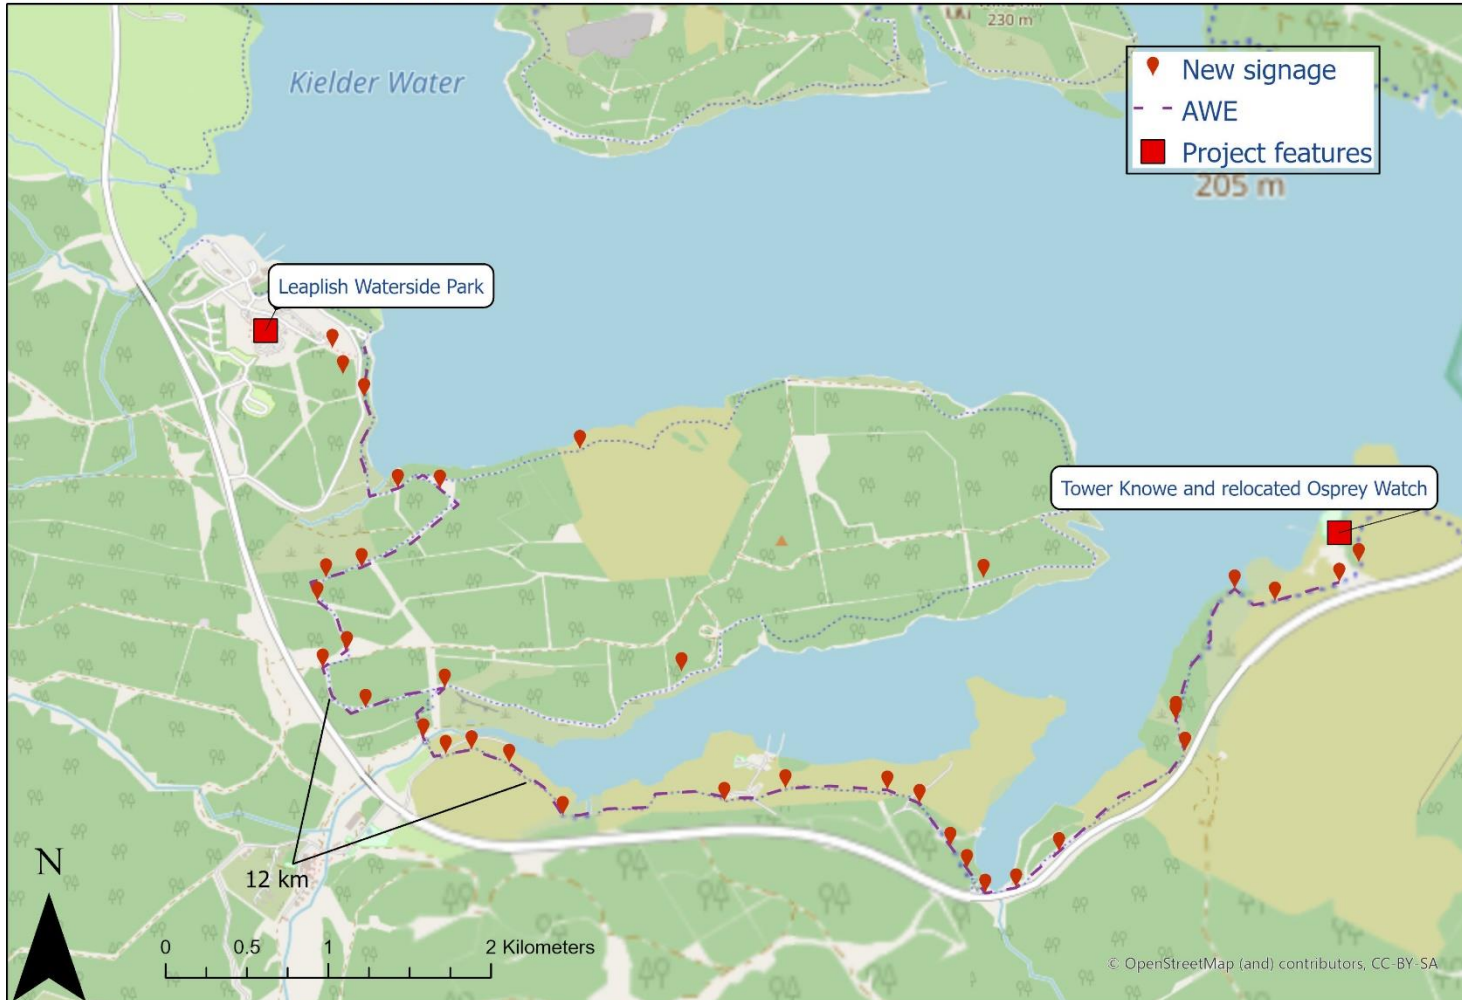 230 m
Kielder Water
New signage
AWE
Project features
205 m
Leaplish Waterside Park
Tower Knowe and relocated Osprey Watch
12 km
N
0 0.5 1 2 Kilometers
© OpenStreetMap (and) contributors, CC-BY-SA